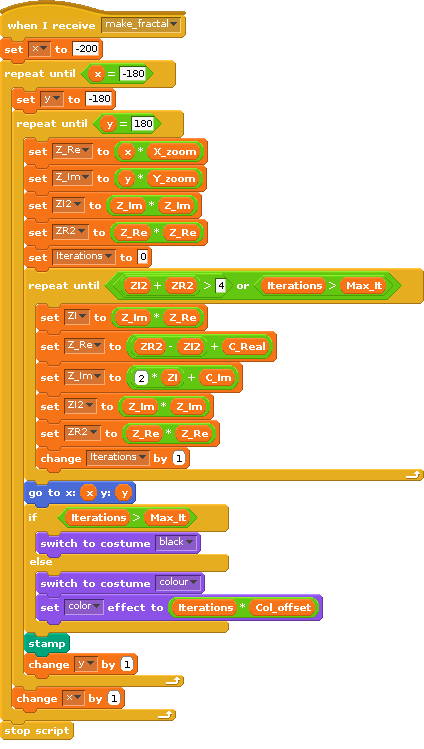 when I receive make_fractal
set x to -200
repeat until x = -180
set y to -180
repeat until y = 180
set Z_Re to x * X_zoom
set Z_Im to y * Y_zoom
set ZI2 to Z_Im * Z_Im
set ZR2 to Z_Re * Z_Re
set Iterations to 0
repeat until ZI2 + ZR2 > 4 or Iterations > Max_It
set ZI to Z_Im * Z_Re
set Z_Re to ZR2 - ZI2 + C_Real
set Z_Im to 2 * ZI + C_Im
set ZI2 to Z_Im * Z_Im
set ZR2 to Z_Re * Z_Re
change Iterations by 1
go to x: x y: y
if Iterations > Max_It
switch to costume black
else
switch to costume colour
set color effect to Iterations * Col_offset
stamp
change y by 1
change x by 1
stop script